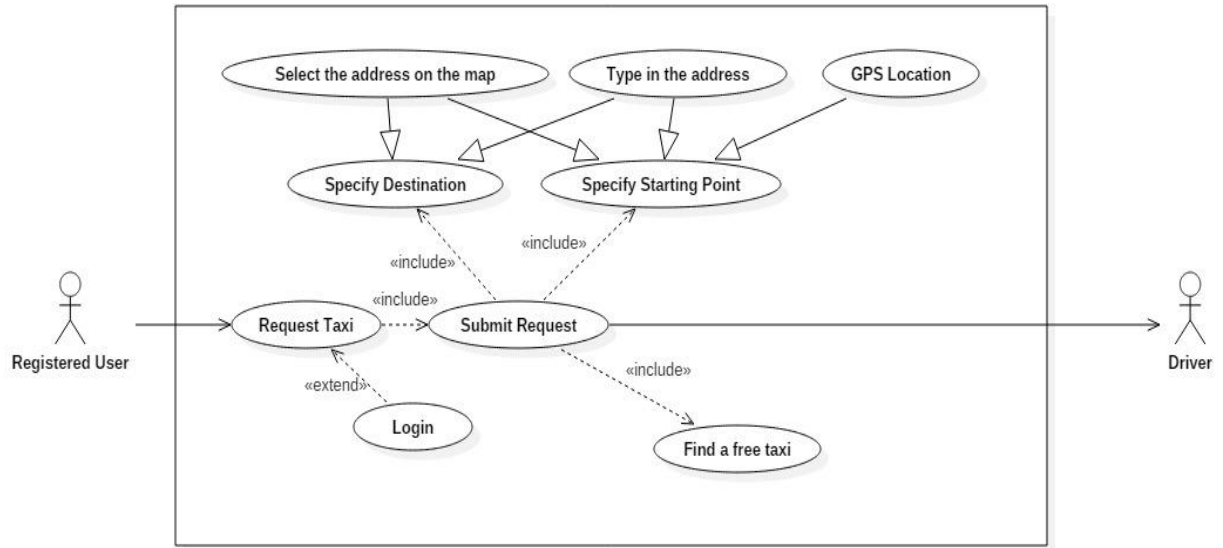 Select the address on the map
Type in the address
GPS Location
Specify Destination
Specify Starting Point
«include»
«include»
«include»
Request Taxi
Submit Request
Registered User
Driver
«extend»
«include»
Login
Find a free taxi